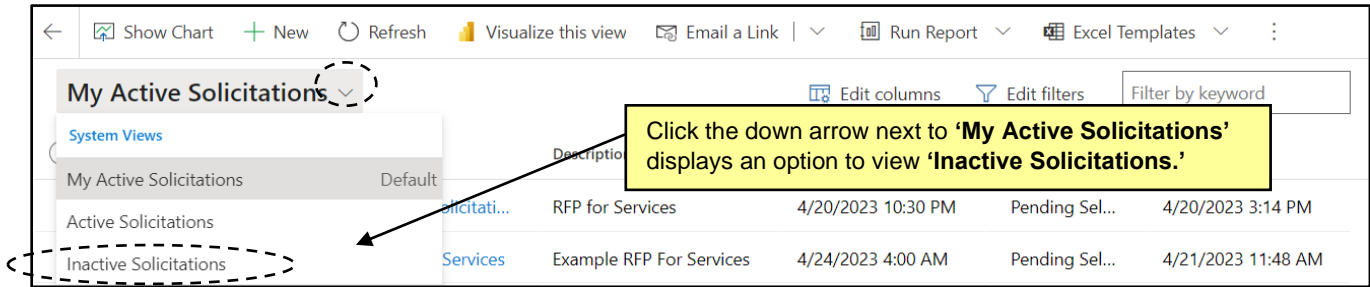 Show Chart New Refresh Visualize this view Email a Link Run Report Excel Templates
My Active Solicitations Edit columns Edit filters Filter by keyword
System Views
Click the down arrow next to ‘My Active Solicitations’
displays an option to view ‘Inactive Solicitations.’
My Active Solicitations Default
Active Solicitations
olicitati... RFP for Services 4/20/2023 10:30 PM Pending Sel... 4/20/2023 3:14 PM
Inactive Solicitations
Services Example RFP For Services 4/24/2023 4:00 AM Pending Sel... 4/21/2023 11:48 AM